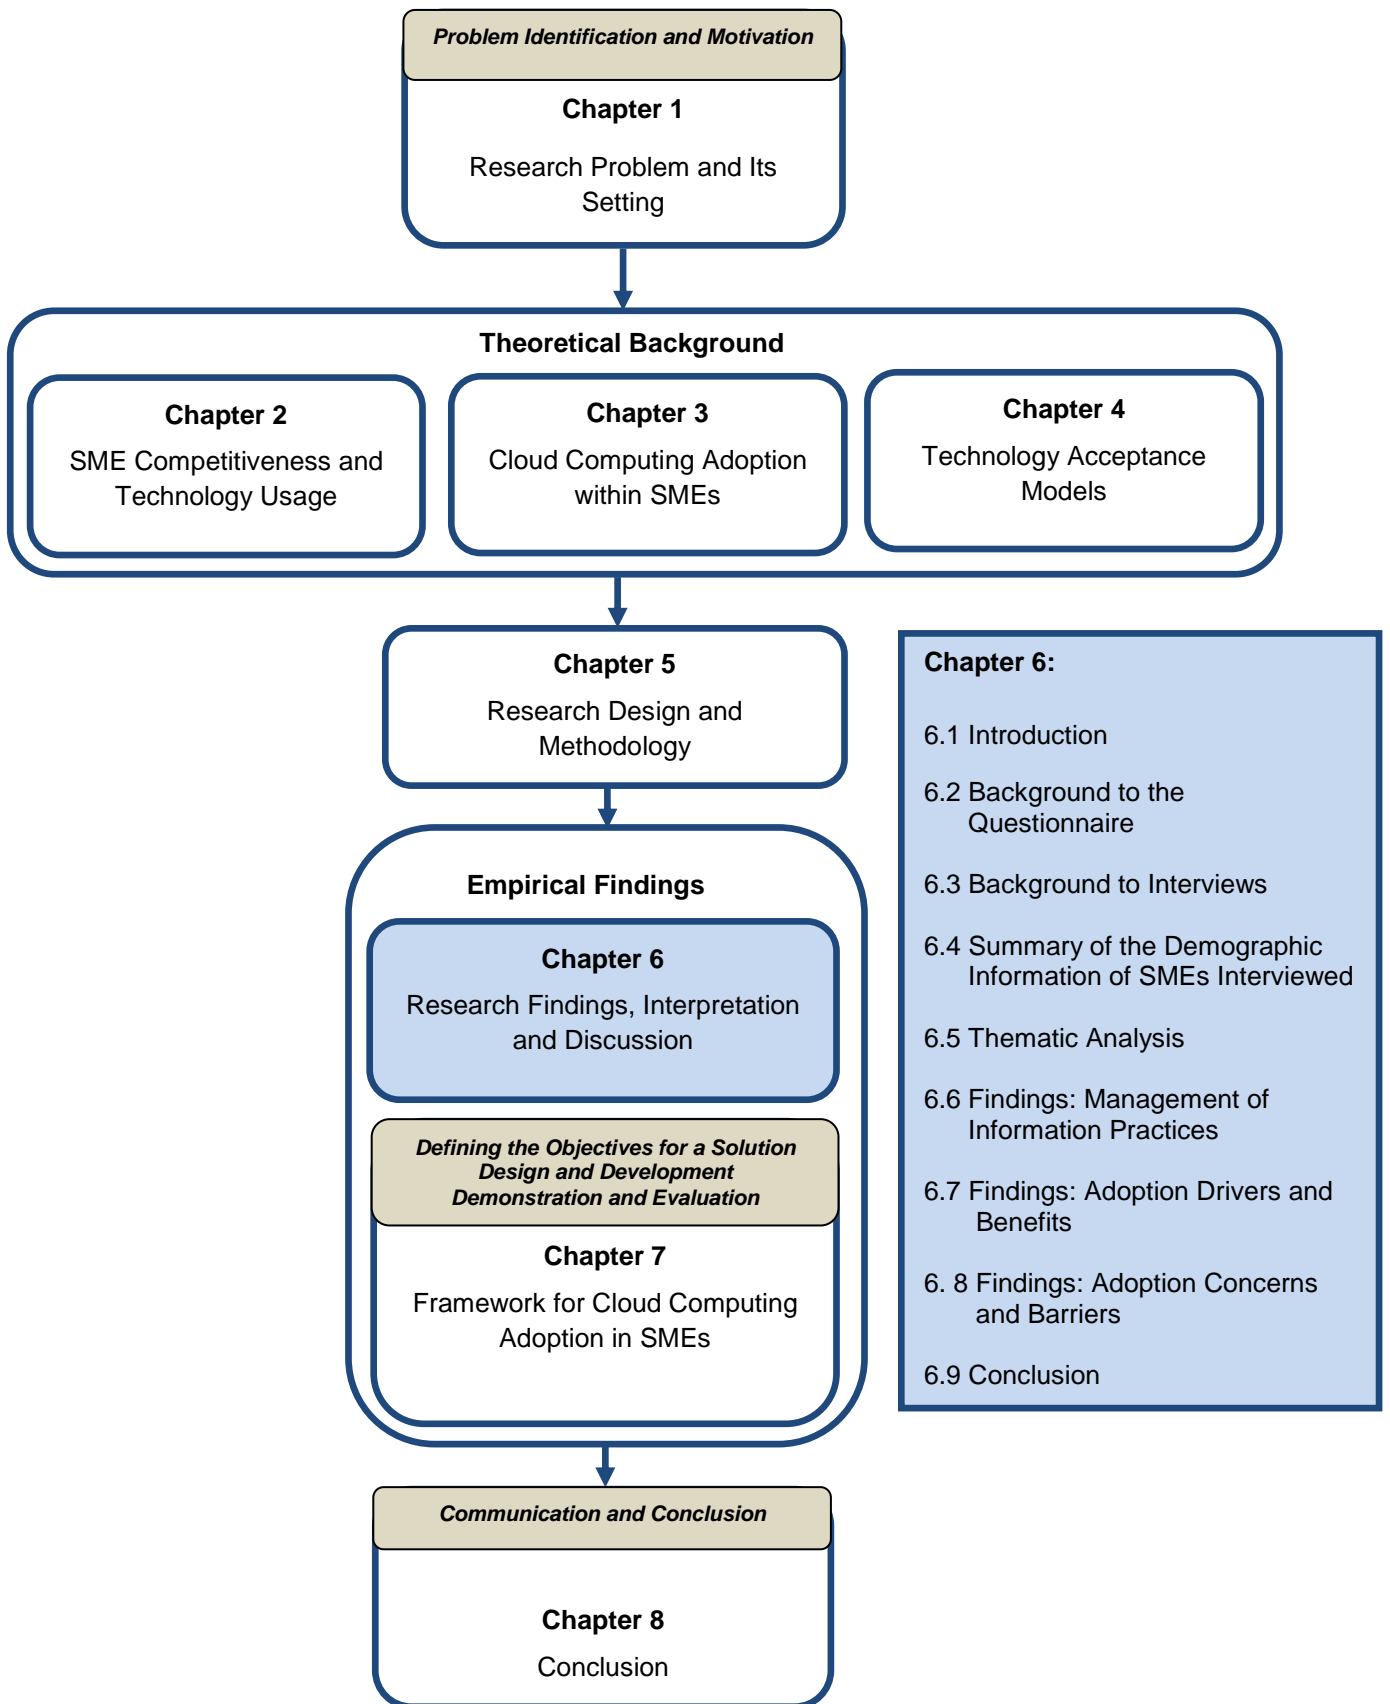 Problem Identification and Motivation
Chapter 1
Research Problem and Its
Setting
Theoretical Background
Chapter 2
SME Competitiveness and
Technology Usage
Chapter 3
Cloud Computing Adoption
within SMEs
Chapter 4
Technology Acceptance
Models
Chapter 5
Research Design and
Methodology
Empirical Findings
Chapter 6
Research Findings, Interpretation
and Discussion
Defining the Objectives for a Solution
Design and Development
Demonstration and Evaluation
Chapter 7
Framework for Cloud Computing
Adoption in SMEs
Communication and Conclusion
Chapter 8
Conclusion
Chapter 6:
6.1 Introduction
6.2 Background to the
Questionnaire
6.3 Background to Interviews
6.4 Summary of the Demographic
Information of SMEs Interviewed
6.5 Thematic Analysis
6.6 Findings: Management of
Information Practices
6.7 Findings: Adoption Drivers and
Benefits
6. 8 Findings: Adoption Concerns
and Barriers
6.9 Conclusion